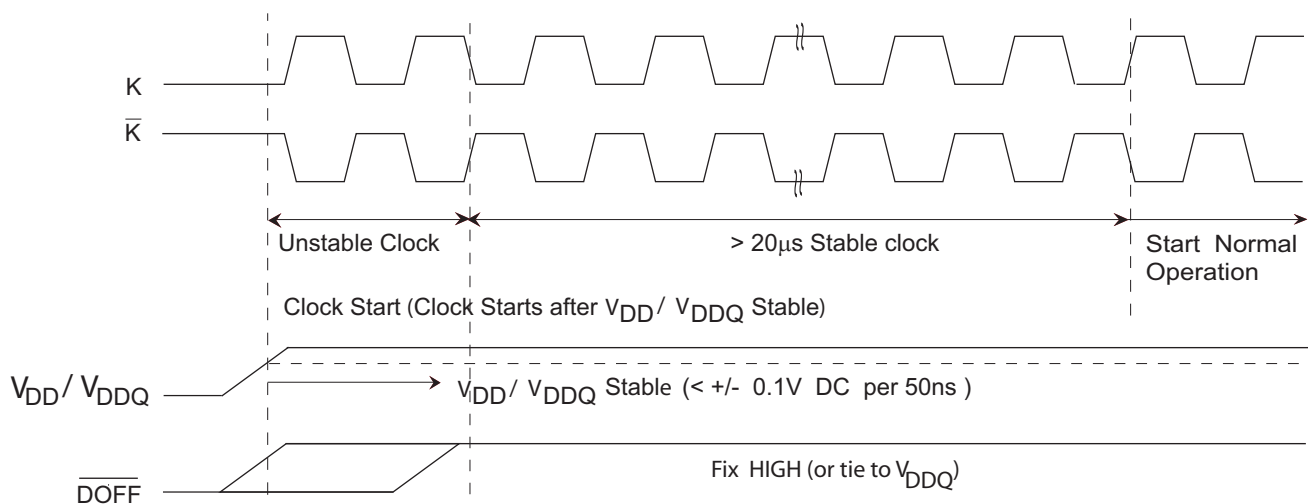 K
K
Unstable Clock
> 20μs Stable clock
Start Normal
Operation
Clock Start (Clock Starts after VDD / VDDQ Stable)
VDD / VDDQ
VDD / VDDQ Stable (< +/- 0.1V DC per 50ns )
DOFF
Fix HIGH (or tie to VDDQ)